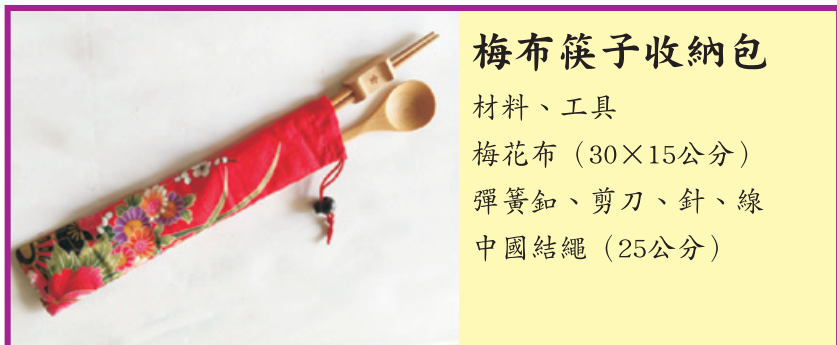 梅布筷子收納包
材料、工具
梅花布（30×15公分）
彈簧釦、剪刀、針、線
中國結繩（25公分）